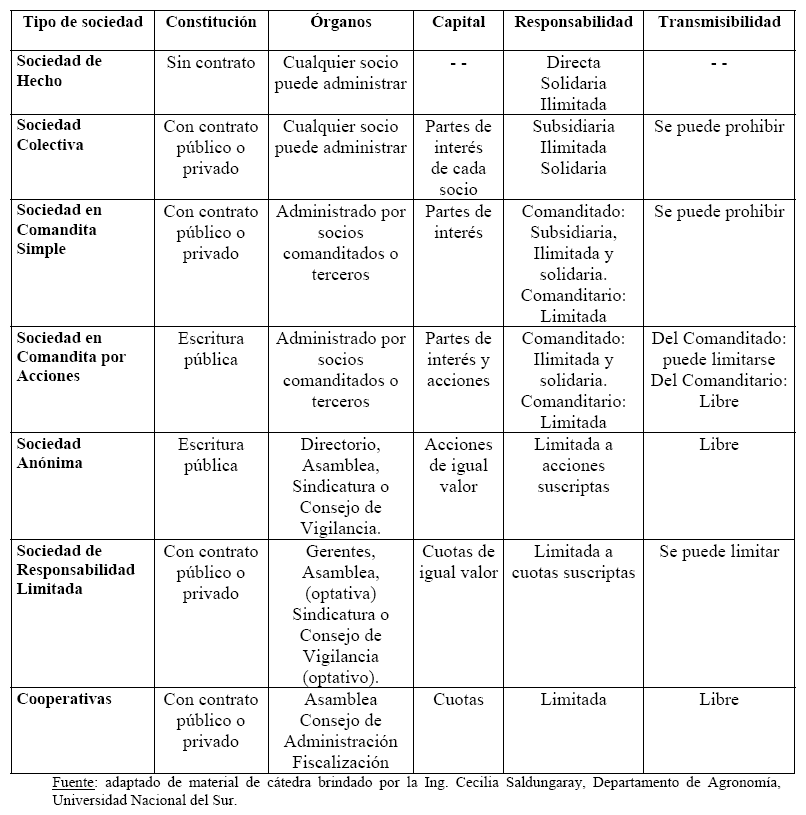 Tipo de sociedad Constitución Órganos Capital Responsabilidad Transmisibilidad
Sociedad de
Hecho
Sin contrato
Cualquier socio
puede administrar
- -
Directa
Solidaria
Ilimitada
- -
Sociedad
Colectiva
Con contrato
público o
privado
Cualquier socio
puede administrar
Partes de
interés
de cada
socio
Subsidiaria
Ilimitada
Solidaria
Se puede prohibir
Sociedad en
Comandita
Simple
Con contrato
público o
privado
Administrado por
socios
comanditados o
terceros
Partes de
interés
Comanditado:
Subsidiaria,
Ilimitada y
solidaria.
Comanditario:
Limitada
Se puede prohibir
Sociedad en
Comandita por
Acciones
Escritura
pública
Administrado por
socios
comanditados o
terceros
Partes de
interés y
acciones
Comanditado:
Ilimitada y
solidaria.
Comanditario:
Limitada
Del Comanditado:
puede limitarse
Del Comanditario:
Libre
Sociedad
Anónima
Escritura
pública
Directorio,
Asamblea,
Sindicatura o
Consejo de
Vigilancia.
Acciones
de igual
valor
Limitada a
acciones
suscriptas
Libre
Sociedad de
Responsabilidad
Limitada
Con contrato
público o
privado
Gerentes,
Asamblea,
(optativa)
Sindicatura o
Consejo de
Vigilancia
(optativo).
Cuotas de
igual valor
Limitada a
cuotas suscriptas
Se puede limitar
Cooperativas
Con contrato
público o
privado
Asamblea
Consejo de
Administración
Fiscalización
Cuotas
Limitada
Libre
Fuente: adaptado de material de cátedra brindado por la Ing. Cecilia Saldungaray, Departamento de Agronomía,
Universidad Nacional del Sur.